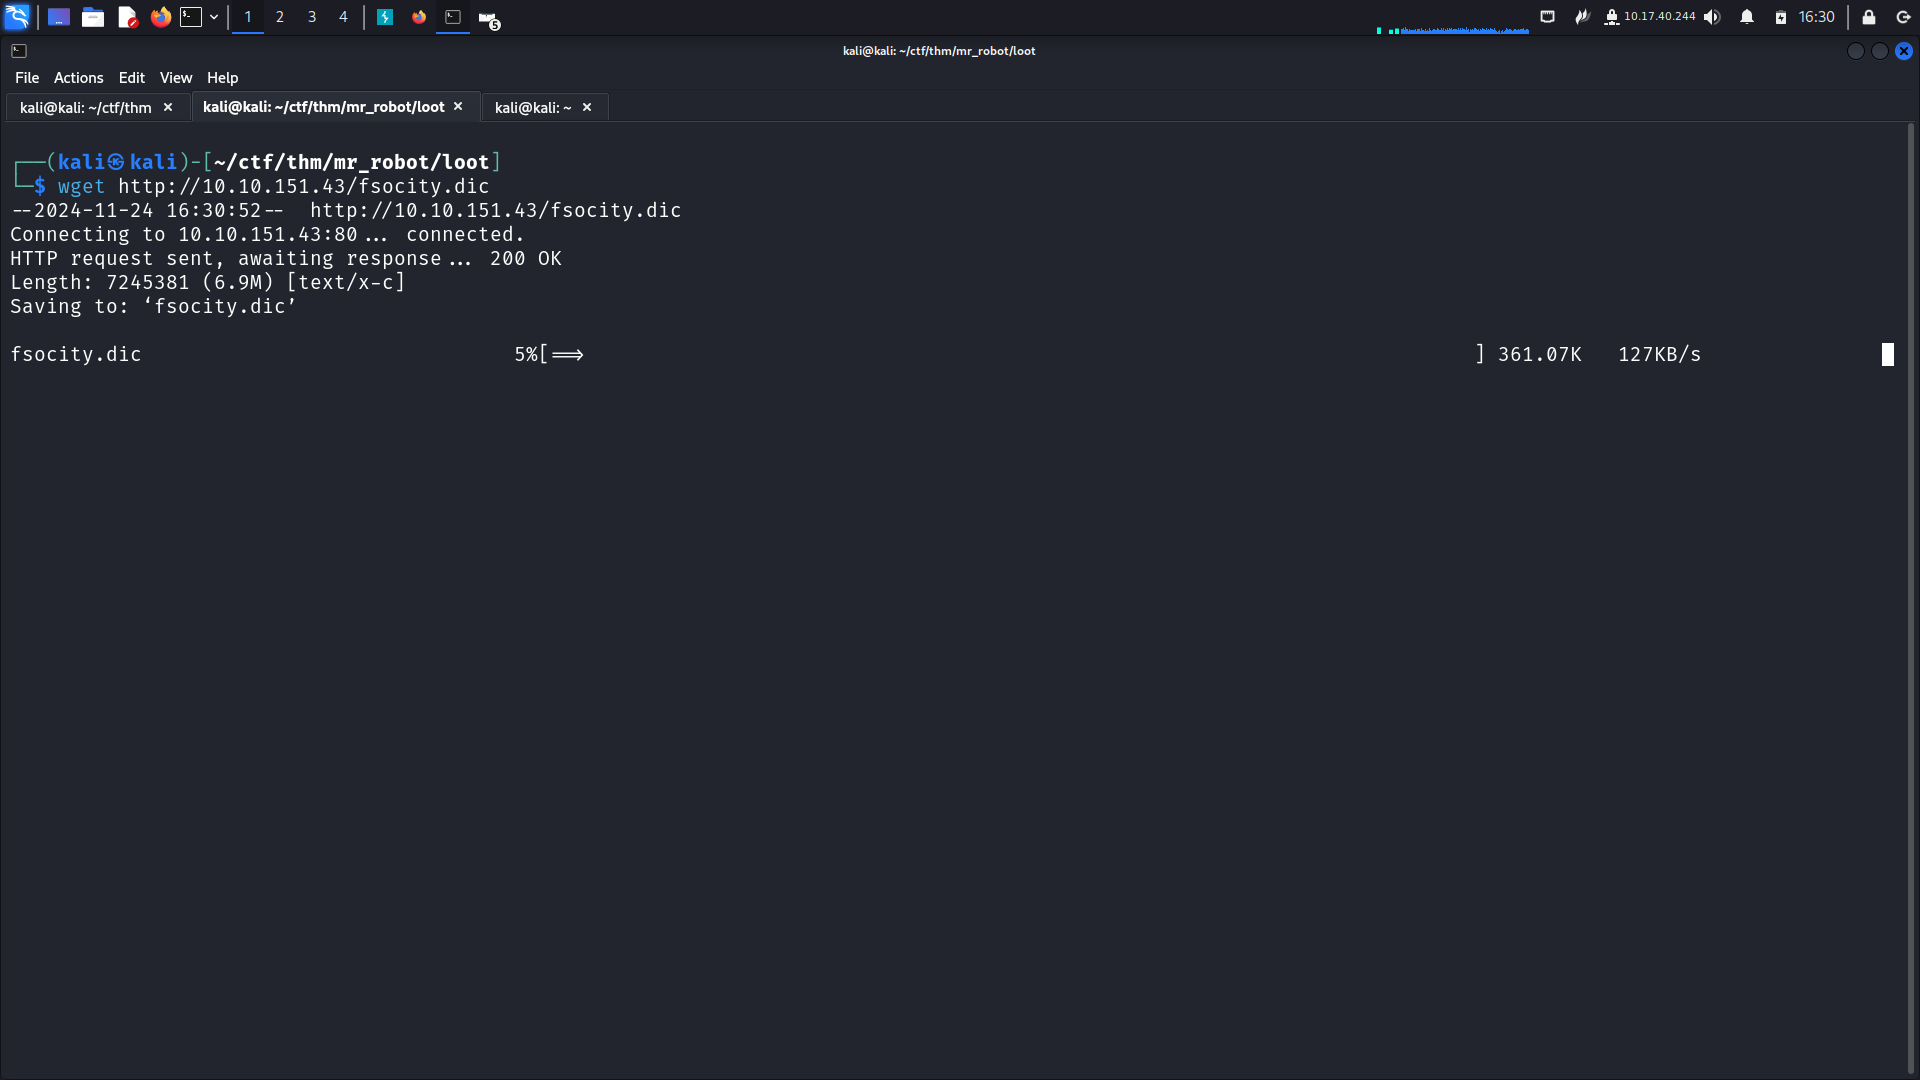 1 2 3 4 5 10.17.40.244 16:30
kali@kali: ~/ctf/thm/mr_robot/loot
File Actions Edit View Help
kali@kali: ~/ctf/thm × kali@kali: ~/ctf/thm/mr_robot/loot × kali@kali: ~ ×
┌──(kali㉿kali)-[~/ctf/thm/mr_robot/loot]
└─$ wget http://10.10.151.43/fsocity.dic
--2024-11-24 16:30:52-- http://10.10.151.43/fsocity.dic
Connecting to 10.10.151.43:80... connected.
HTTP request sent, awaiting response... 200 OK
Length: 7245381 (6.9M) [text/x-c]
Saving to: ‘fsocity.dic’
fsocity.dic 5%[==> ] 361.07K 127KB/s